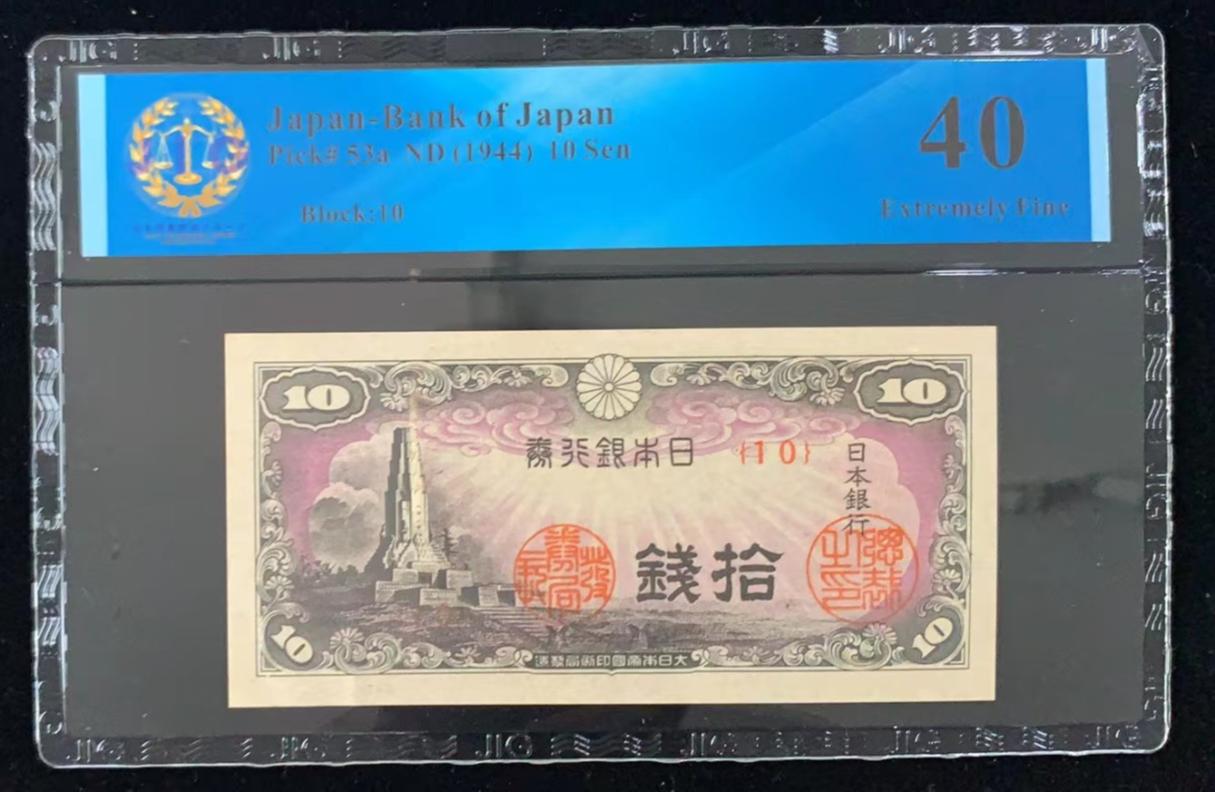 Japan-Bank of Japan
Pick# 53a ND (1944) 10 Sen
Block:10
40
Extremely Fine
10
10
券行銀本日
{10}
日本銀行
錢拾
10
10
造製局刷印國帝本日大